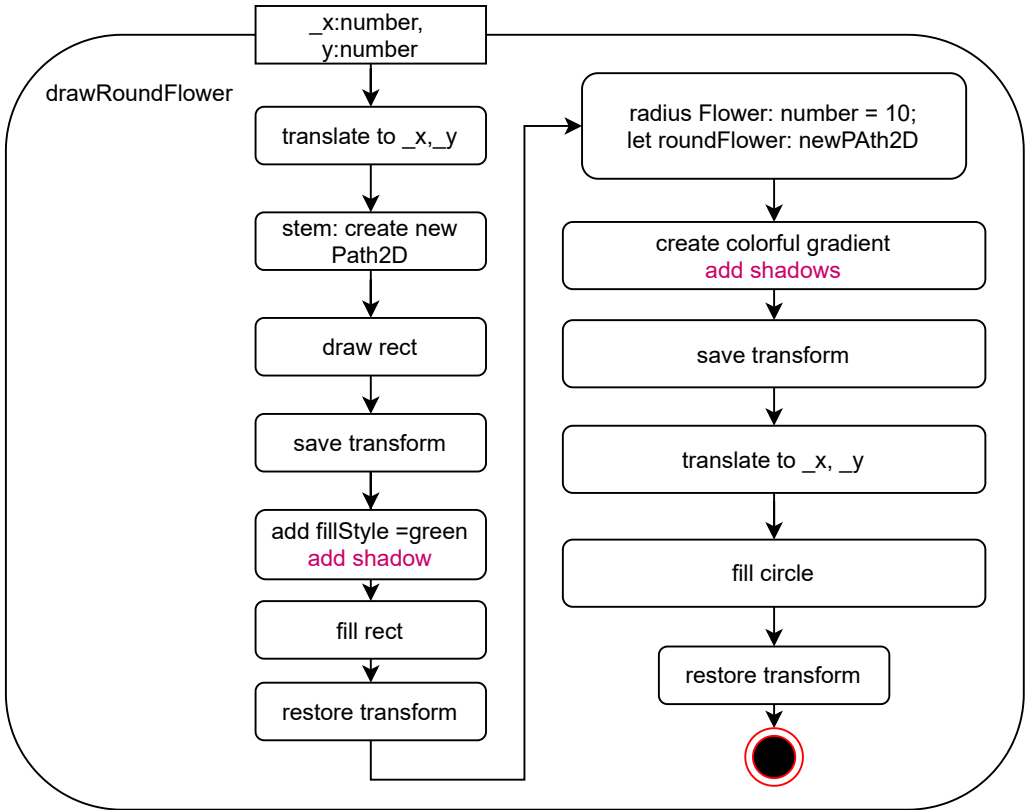 _x:number,
y:number
drawRoundFlower
translate to _x,_y
stem: create new
Path2D
draw rect
save transform
add fillStyle =green
add shadow
fill rect
restore transform
radius Flower: number = 10;
let roundFlower: newPAth2D
create colorful gradient
add shadows
save transform
translate to _x, _y
fill circle
restore transform